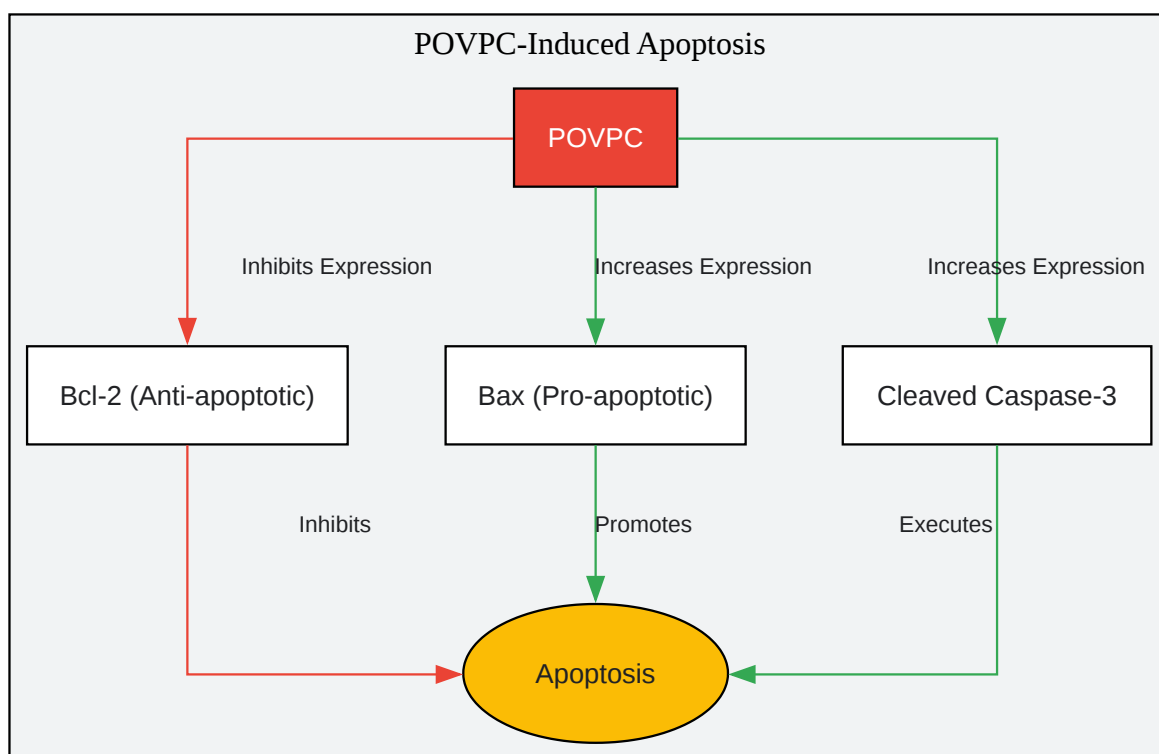 POVPC-Induced Apoptosis
POVPC
Inhibits Expression
Increases Expression
Increases Expression
Bcl-2 (Anti-apoptotic)
Bax (Pro-apoptotic)
Cleaved Caspase-3
Inhibits
Promotes
Executes
Apoptosis